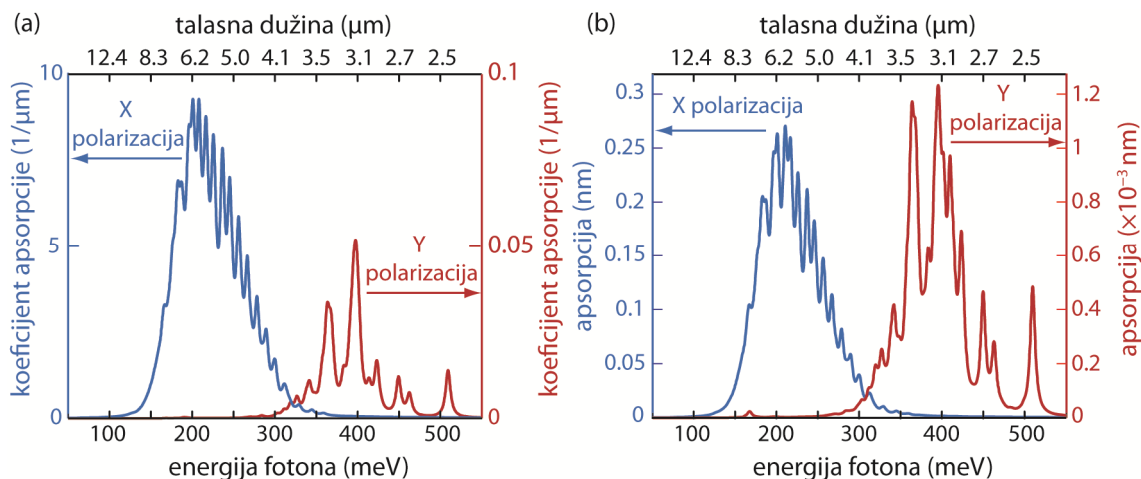 (a)
talasna dužina (μm)
12.4 8.3 6.2 5.0 4.1 3.5 3.1 2.7 2.5
koeficijent apsorpcije (1/μm)
10
5
0
X
polarizacija
Y
polarizacija
0.1
0.05
0
koeficijent apsorpcije (1/μm)
100 200 300 400 500
energija fotona (meV)
(b)
talasna dužina (μm)
12.4 8.3 6.2 5.0 4.1 3.5 3.1 2.7 2.5
apsorpcija (nm)
0.3
0.25
0.2
0.15
0.1
0.05
0
X polarizacija
Y
polarizacija
1.2
1
0.8
0.6
0.4
0.2
0
apsorpcija (×10⁻³ nm)
100 200 300 400 500
energija fotona (meV)